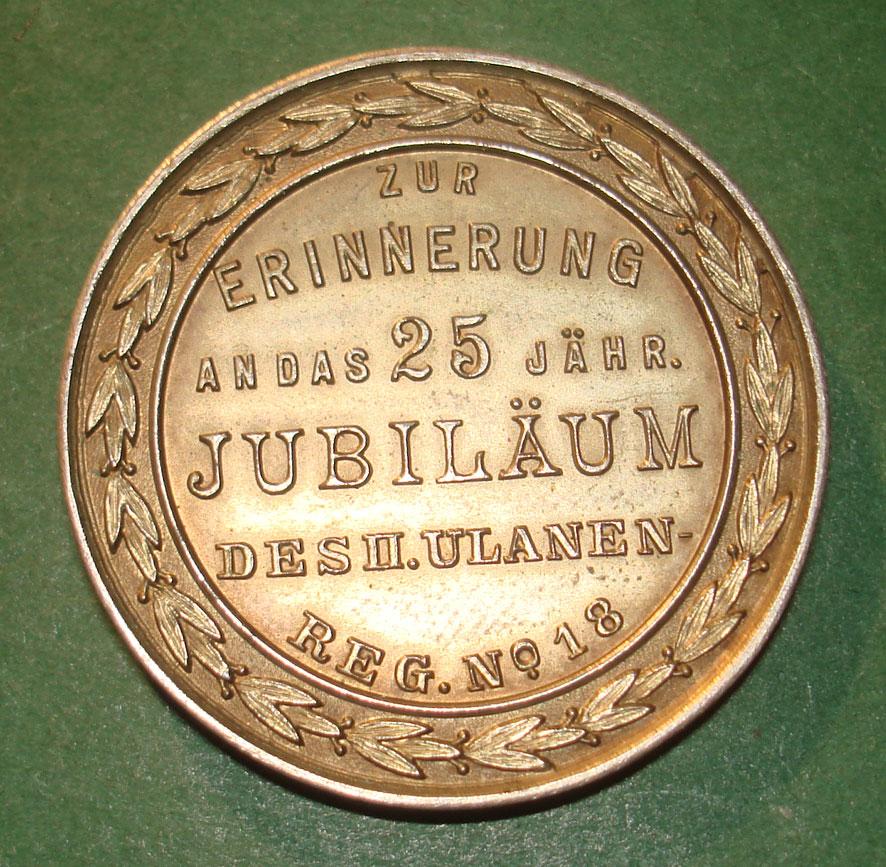 ZUR
ERINNERUNG
AN DAS 25 JÄHR.
JUBILÄUM
DES II. ULANEN-
REG. No 18